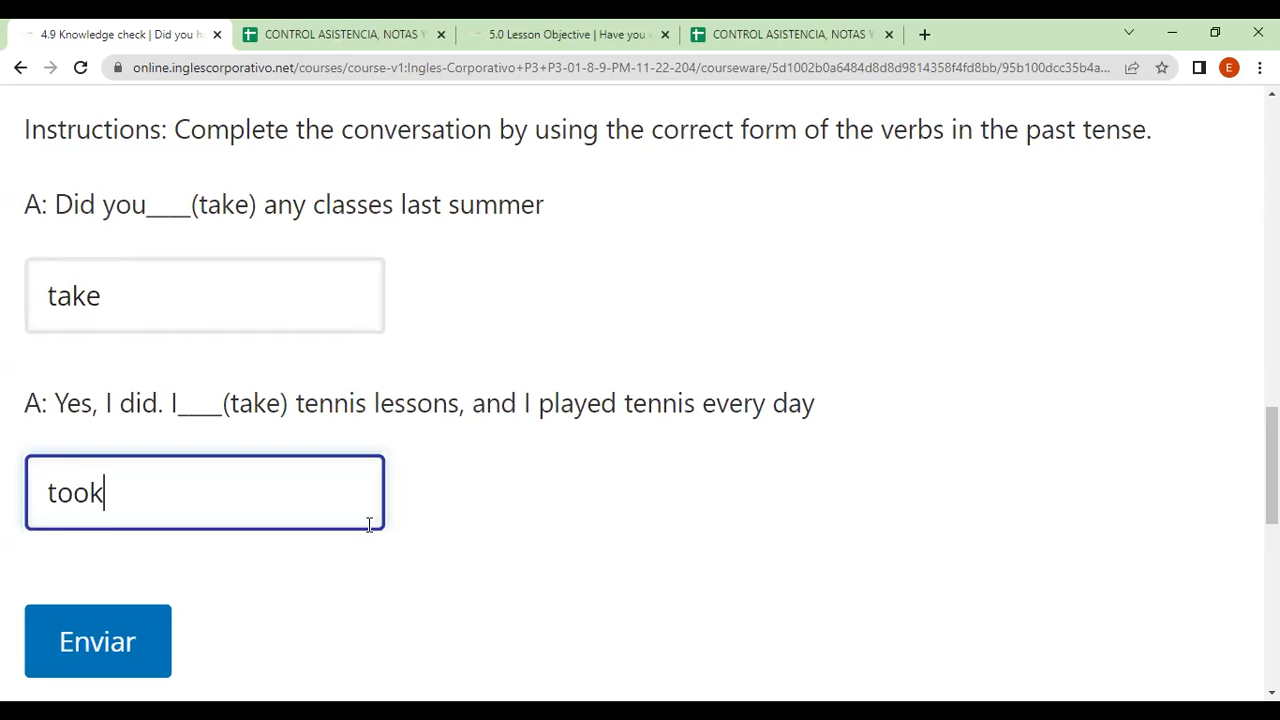 4.9 Knowledge check | Did you h
CONTROL ASISTENCIA, NOTAS Y
5.0 Lesson Objective | Have you
CONTROL ASISTENCIA, NOTAS Y
online.inglescorporativo.net/courses/course-v1:Ingles-Corporativo+P3+P3-01-8-9-PM-11-22-204/courseware/5d1002b0a6484d8d8d9814358f4fd8bb/95b100dcc35b4a...
E
Instructions: Complete the conversation by using the correct form of the verbs in the past tense.
A: Did you____(take) any classes last summer
take
A: Yes, I did. I____(take) tennis lessons, and I played tennis every day
took
Enviar